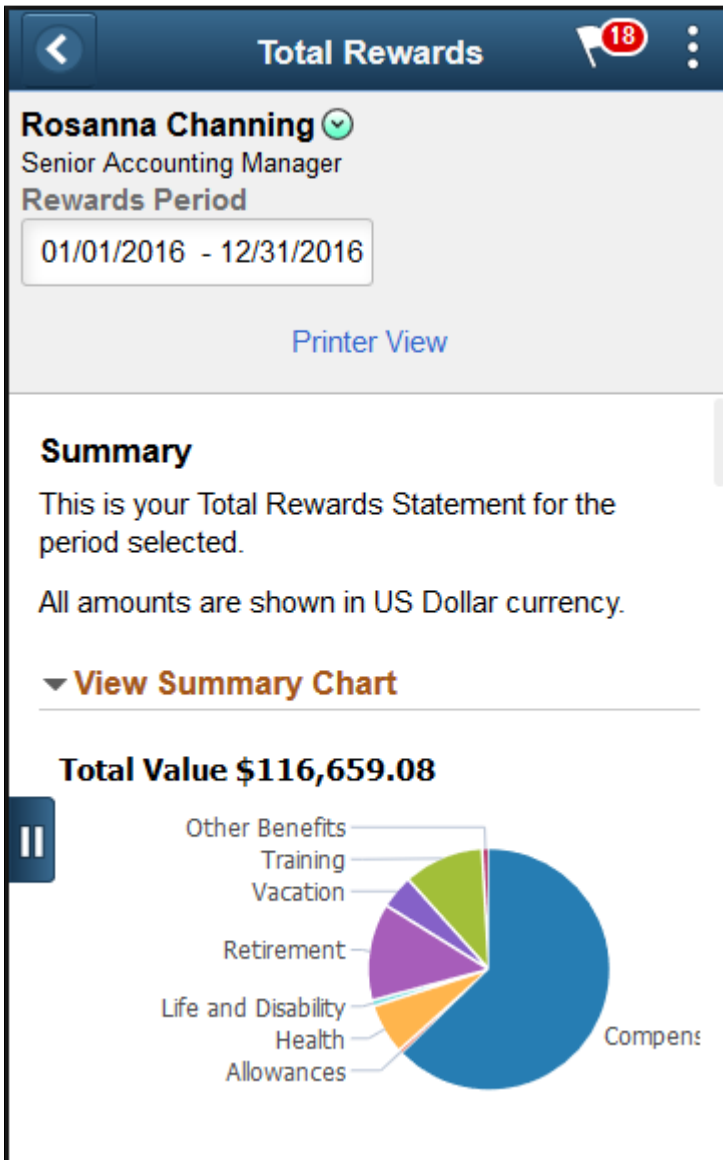 Total Rewards
18
Rosanna Channing
Senior Accounting Manager
Rewards Period
01/01/2016 - 12/31/2016
Printer View
Summary
This is your Total Rewards Statement for the
period selected.
All amounts are shown in US Dollar currency.
View Summary Chart
Total Value $116,659.08
Other Benefits
Training
Vacation
Retirement
Life and Disability
Health
Allowances
Compens